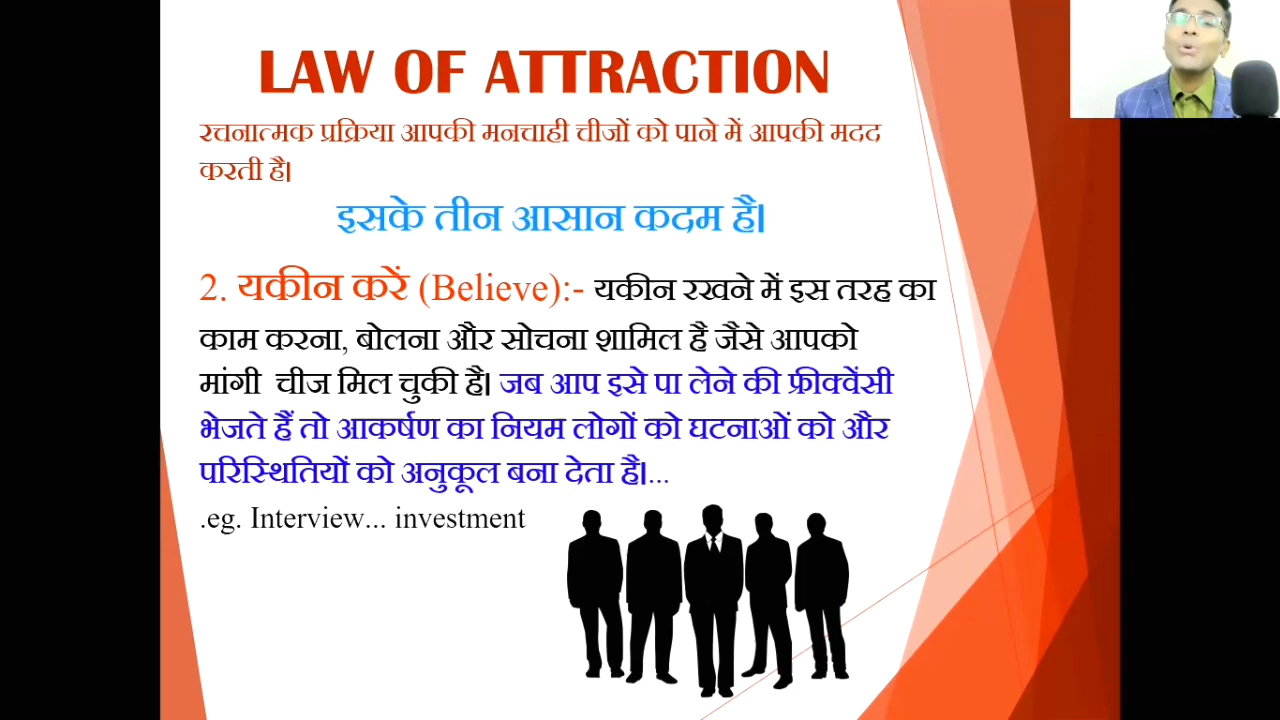 LAW OF ATTRACTION
रचनात्मक प्रक्रिया आपकी मनचाही चीजों को पाने में आपकी मदद
करती है।
इसके तीन आसान कदम है।
2. यकीन करें (Believe):- यकीन रखने में इस तरह का
काम करना, बोलना और सोचना शामिल है जैसे आपको
मांगी चीज मिल चुकी है। जब आप इसे पा लेने की फ्रीक्वेंसी
भेजते हैं तो आकर्षण का नियम लोगों को घटनाओं को और
परिस्थितियों को अनुकूल बना देता है।...
.eg. Interview... investment